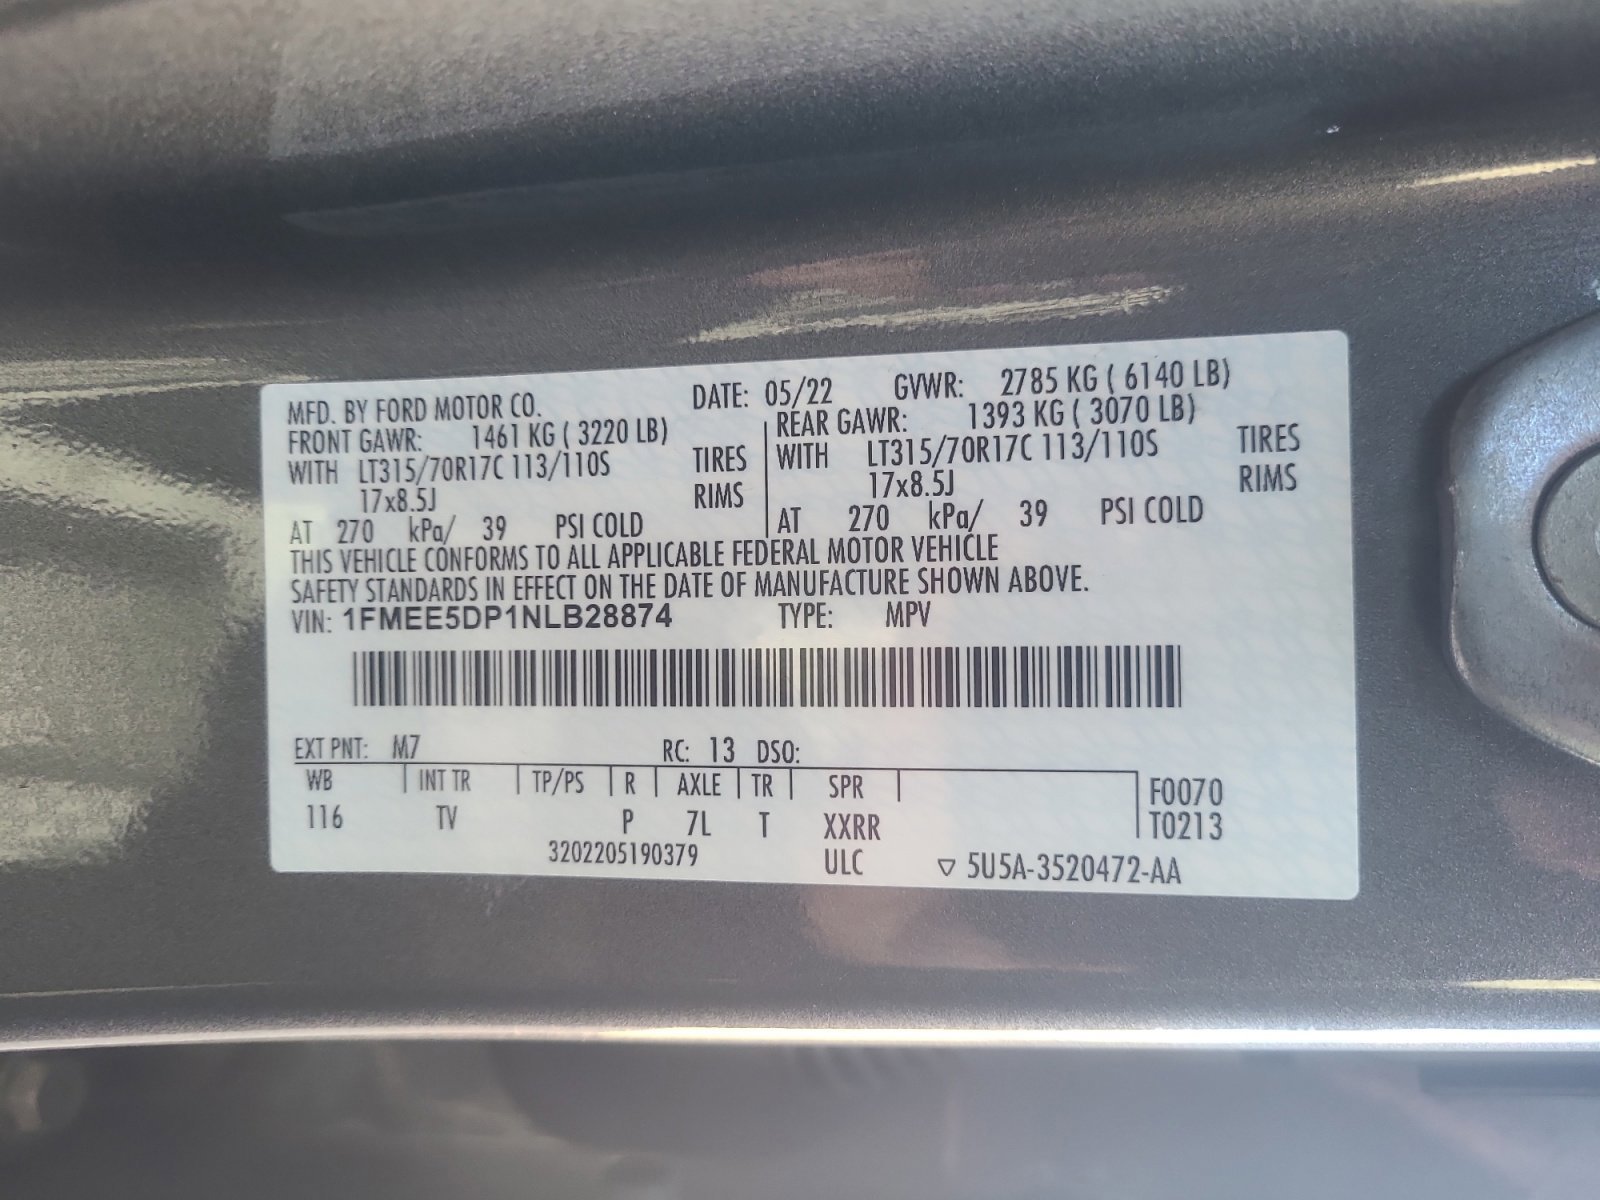 MFD. BY FORD MOTOR CO. DATE: 05/22 GVWR: 2785 KG ( 6140 LB)
FRONT GAWR: 1461 KG ( 3220 LB) REAR GAWR: 1393 KG ( 3070 LB)
WITH LT315/70R17C 113/110S TIRES WITH LT315/70R17C 113/110S TIRES
17x8.5J RIMS 17x8.5J RIMS
AT 270 kPa/ 39 PSI COLD AT 270 kPa/ 39 PSI COLD
THIS VEHICLE CONFORMS TO ALL APPLICABLE FEDERAL MOTOR VEHICLE
SAFETY STANDARDS IN EFFECT ON THE DATE OF MANUFACTURE SHOWN ABOVE.
VIN: 1FMEE5DP1NLB28874 TYPE: MPV
EXT PNT: M7 RC: 13 DSO:
WB INT TR TP/PS R AXLE TR SPR F0070
116 TV P 7L T XXRR T0213
3202205190379 ULC ▽ 5U5A-3520472-AA